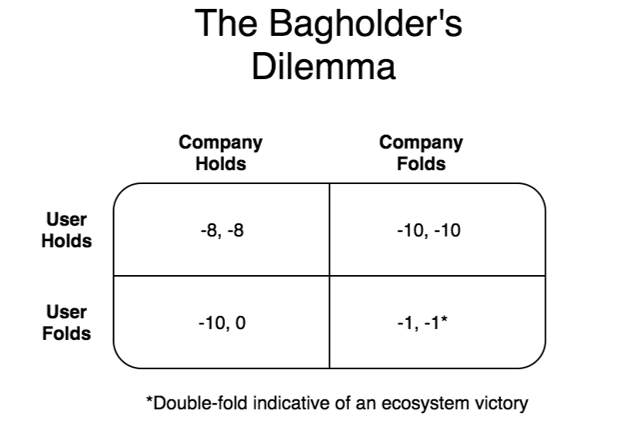 The Bagholder's
Dilemma
Company
Holds
Company
Folds
User
Holds
-8, -8
-10, -10
User
Folds
-10, 0
-1, -1*
*Double-fold indicative of an ecosystem victory